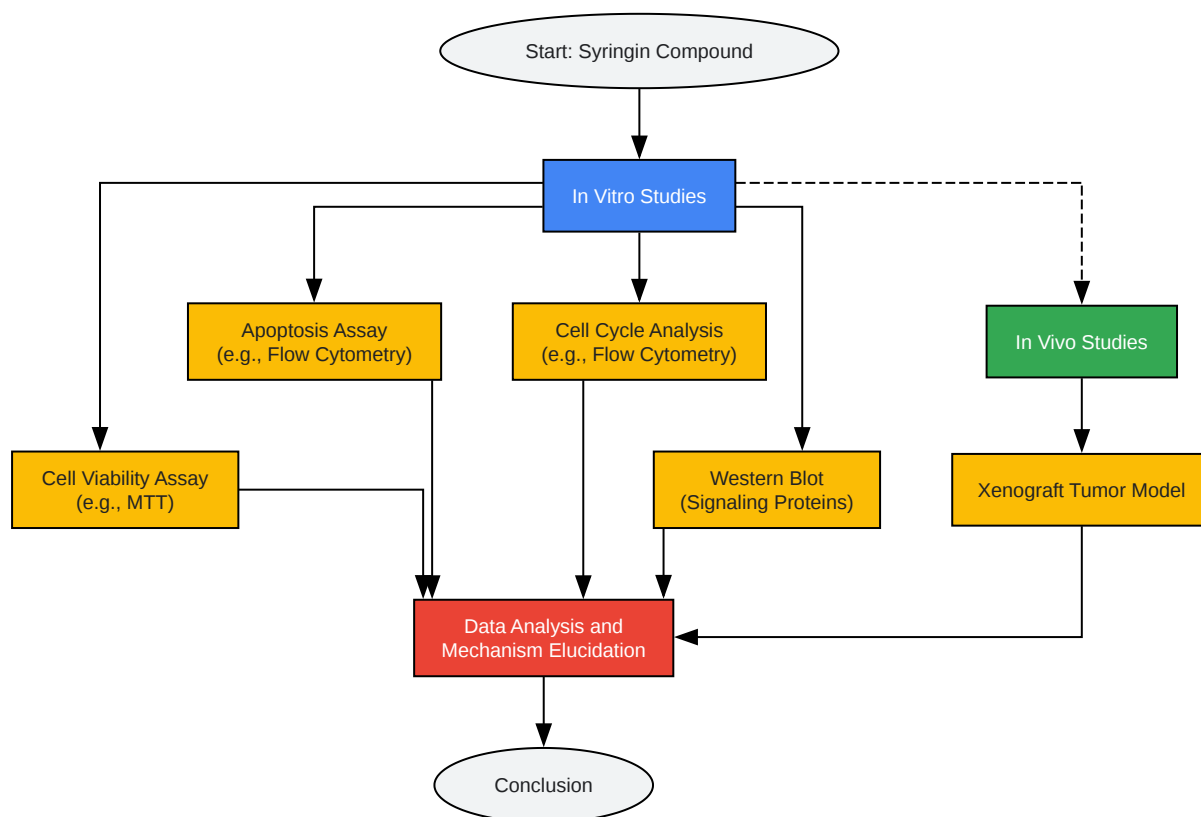 Start: Syringin Compound
In Vitro Studies
Apoptosis Assay
(e.g., Flow Cytometry)
Cell Cycle Analysis
(e.g., Flow Cytometry)
In Vivo Studies
Cell Viability Assay
(e.g., MTT)
Western Blot
(Signaling Proteins)
Xenograft Tumor Model
Data Analysis and
Mechanism Elucidation
Conclusion